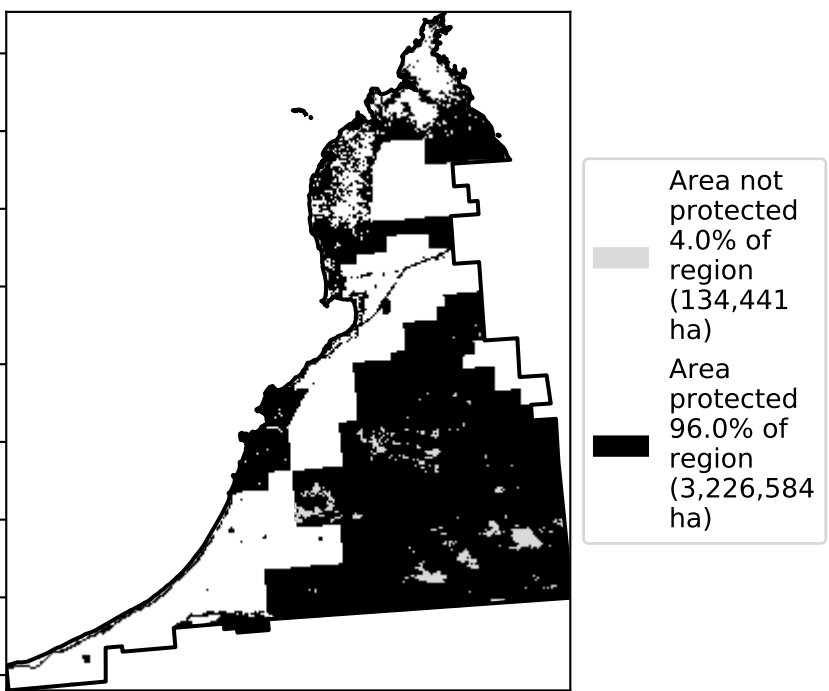 Area not
protected
4.0% of
region
(134,441
ha)
Area
protected
96.0% of
region
(3,226,584
ha)